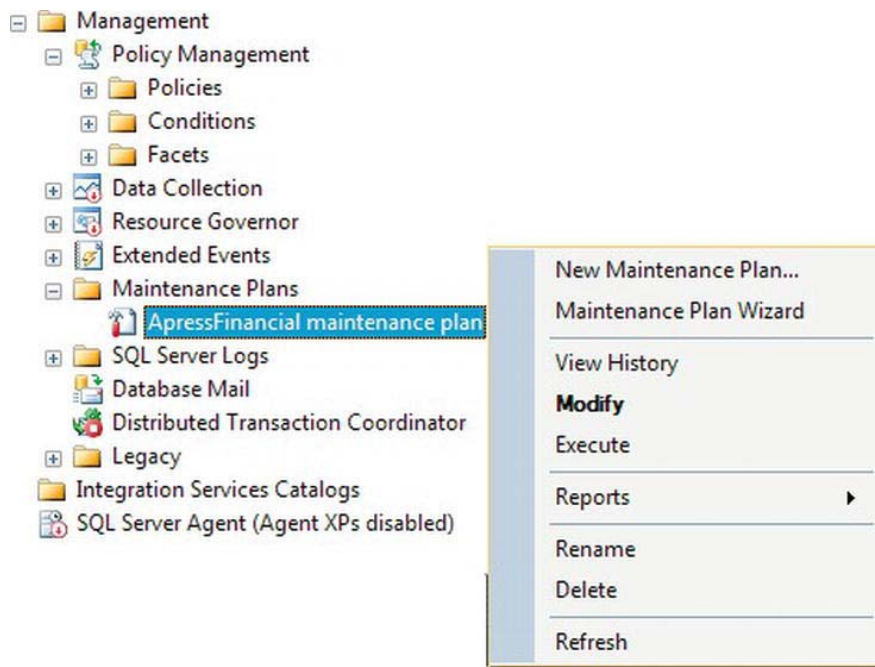 Management
Policy Management
Policies
Conditions
Facets
Data Collection
Resource Governor
Extended Events
Maintenance Plans
ApressFinancial maintenance plan
SQL Server Logs
Database Mail
Distributed Transaction Coordinator
Legacy
Integration Services Catalogs
SQL Server Agent (Agent XPs disabled)
New Maintenance Plan...
Maintenance Plan Wizard
View History
Modify
Execute
Reports
Rename
Delete
Refresh